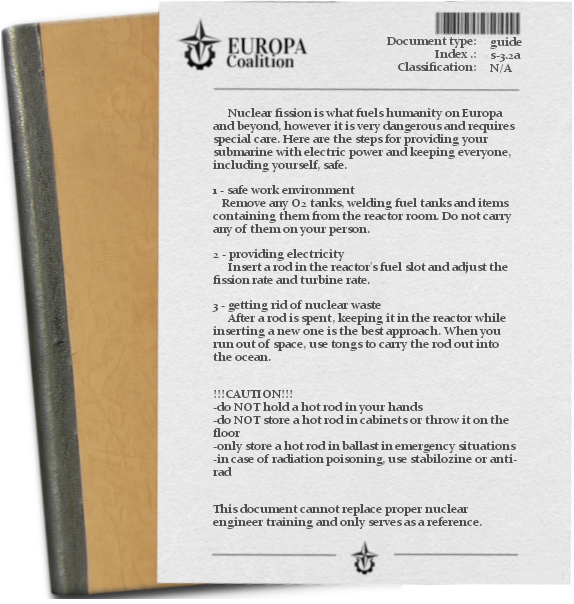 EUROPA
Coalition
Document type: guide
Index .: s-3.2a
Classification: N/A
Nuclear fission is what fuels humanity on Europa
and beyond, however it is very dangerous and requires
special care. Here are the steps for providing your
submarine with electric power and keeping everyone,
including yourself, safe.
1 - safe work environment
Remove any O2 tanks, welding fuel tanks and items
containing them from the reactor room. Do not carry
any of them on your person.
2 - providing electricity
Insert a rod in the reactor's fuel slot and adjust the
fission rate and turbine rate.
3 - getting rid of nuclear waste
After a rod is spent, keeping it in the reactor while
inserting a new one is the best approach. When you
run out of space, use tongs to carry the rod out into
the ocean.
!!!CAUTION!!!
-do NOT hold a hot rod in your hands
-do NOT store a hot rod in cabinets or throw it on the
floor
-only store a hot rod in ballast in emergency situations
-in case of radiation poisoning, use stabilozine or anti-
rad
This document cannot replace proper nuclear
engineer training and only serves as a reference.